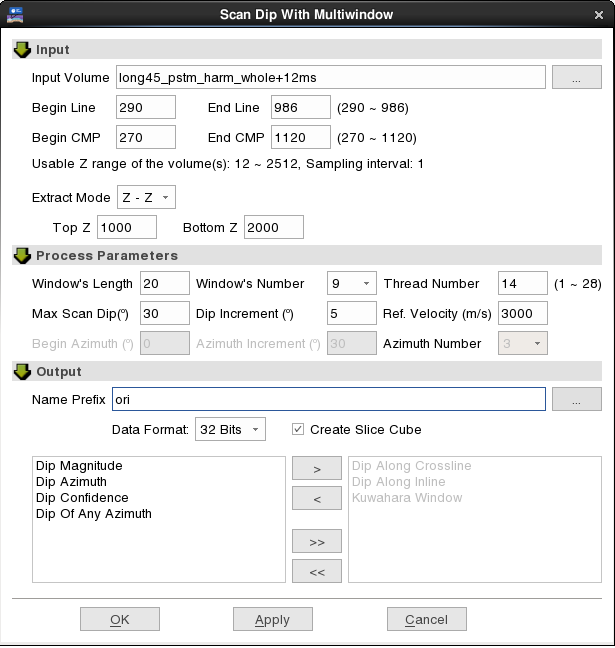 Scan Dip With Multiwindow
Input
Input Volume long45_pstm_harm_whole+12ms ...
Begin Line 290 End Line 986 (290 ~ 986)
Begin CMP 270 End CMP 1120 (270 ~ 1120)
Usable Z range of the volume(s): 12 ~ 2512, Sampling interval: 1
Extract Mode Z - Z
Top Z 1000 Bottom Z 2000
Process Parameters
Window's Length 20 Window's Number 9 Thread Number 14 (1 ~ 28)
Max Scan Dip(º) 30 Dip Increment (º) 5 Ref. Velocity (m/s) 3000
Begin Azimuth (º) 0 Azimuth Increment (º) 30 Azimuth Number 3
Output
Name Prefix ori ...
Data Format: 32 Bits Create Slice Cube
Dip Magnitude
Dip Azimuth
Dip Confidence
Dip Of Any Azimuth
>
<
>>
<<
Dip Along Crossline
Dip Along Inline
Kuwahara Window
OK Apply Cancel